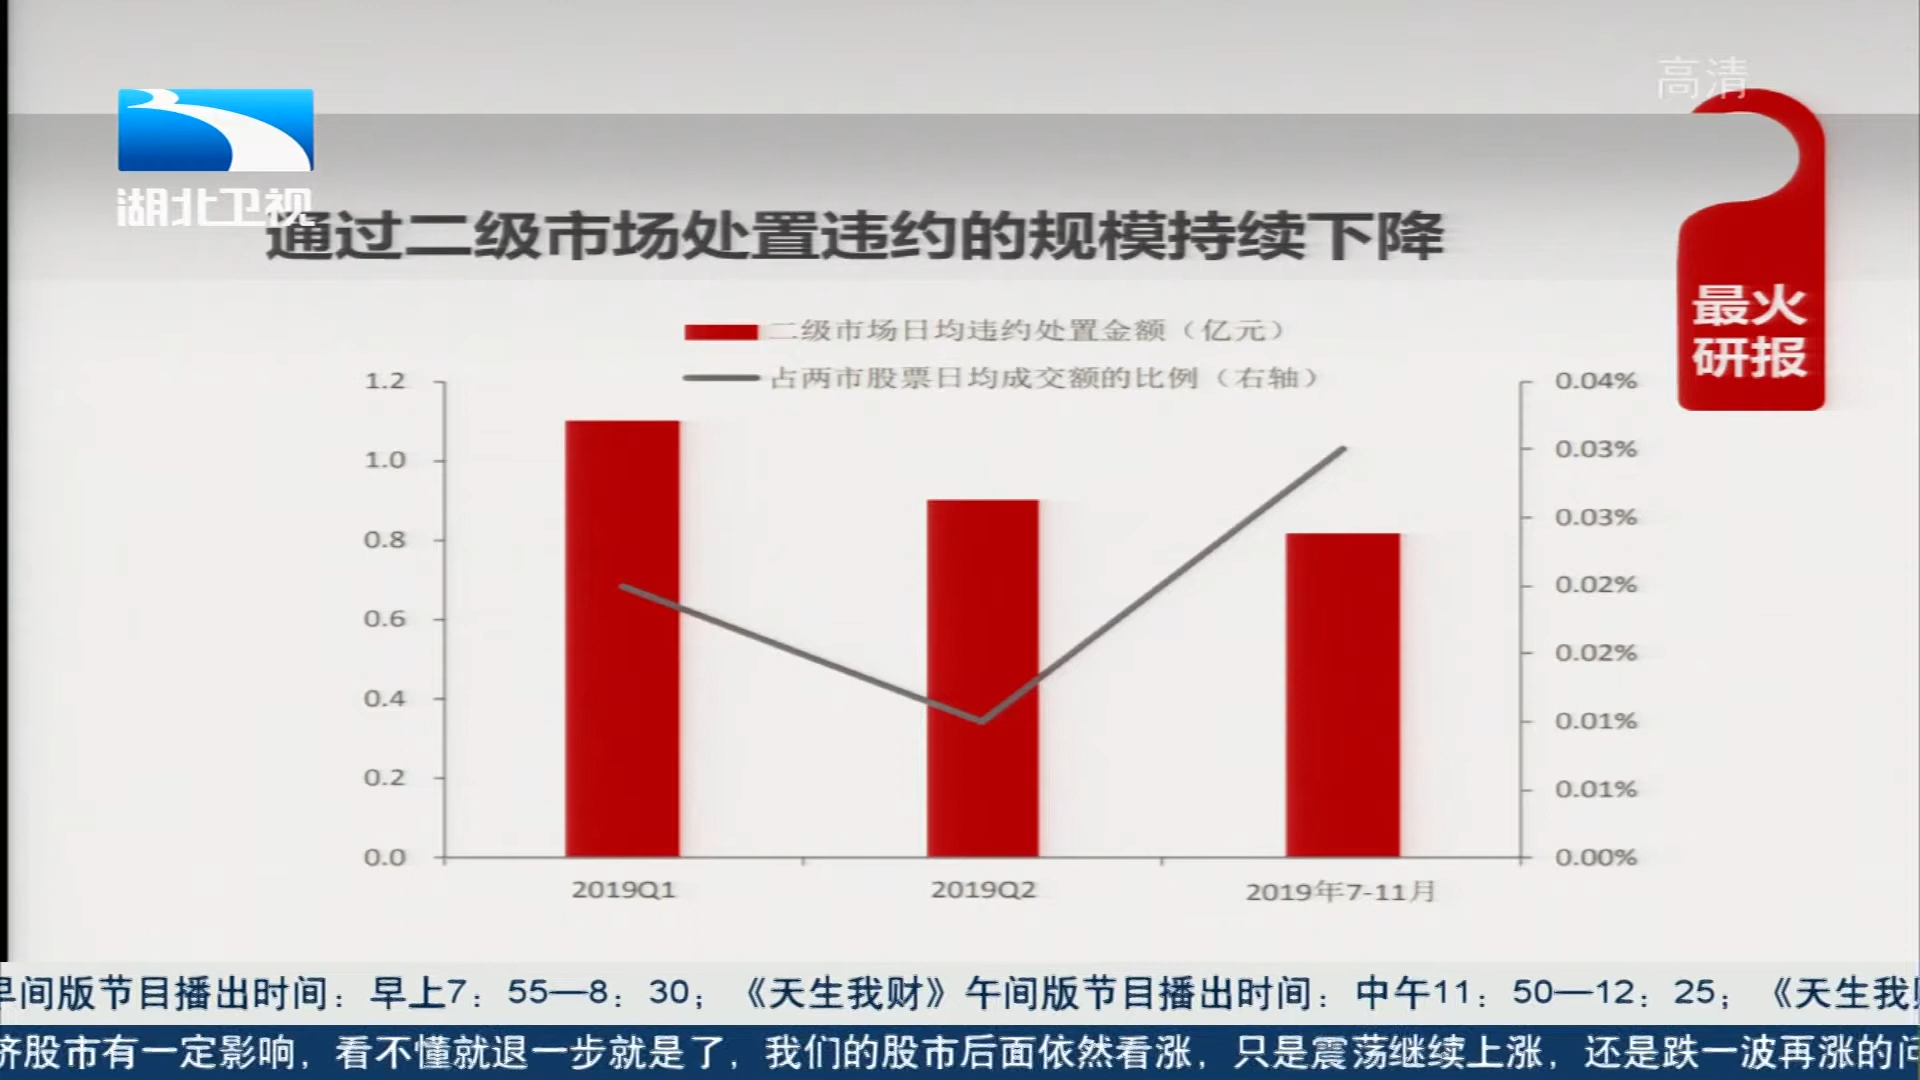 高清
湖北卫视
通过二级市场处置违约的规模持续下降
最火
研报
二级市场日均违约处置金额（亿元）
占两市股票日均成交额的比例（右轴）
1.2
1.0
0.8
0.6
0.4
0.2
0.0
0.04%
0.03%
0.03%
0.02%
0.02%
0.01%
0.01%
0.00%
2019Q1 2019Q2 2019年7-11月
早间版节目播出时间：早上7：55—8：30；《天生我财》午间版节目播出时间：中午11：50—12：25；《天生我
济股市有一定影响，看不懂就退一步就是了，我们的股市后面依然看涨，只是震荡继续上涨，还是跌一波再涨的问